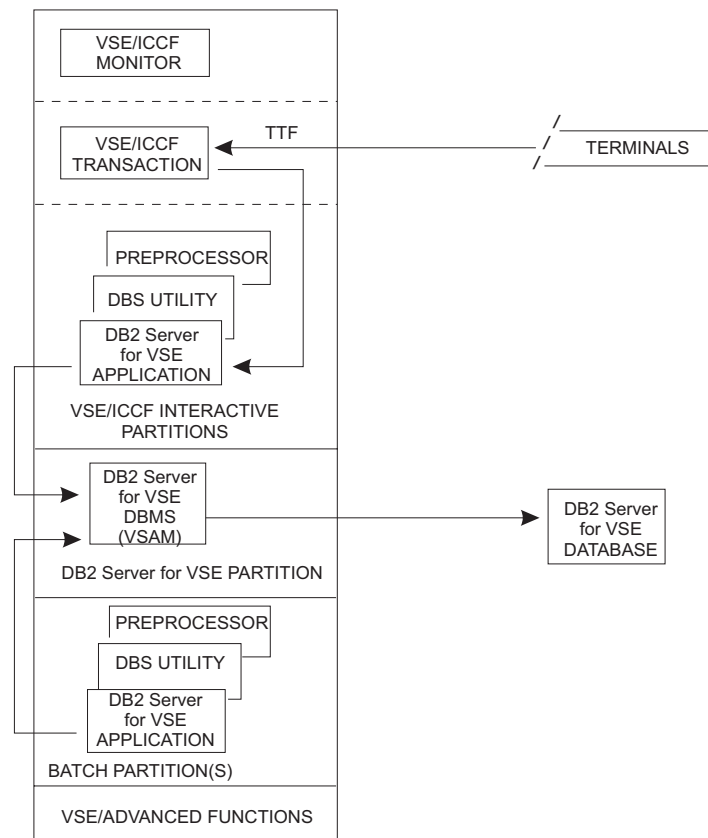 VSE/ICCF
MONITOR
VSE/ICCF
TRANSACTION
TTF
TERMINALS
PREPROCESSOR
DBS UTILITY
DB2 Server
for VSE
APPLICATION
VSE/ICCF INTERACTIVE
PARTITIONS
DB2 Server
for VSE
DBMS
(VSAM)
DB2 Server
for VSE
DATABASE
DB2 Server for VSE PARTITION
PREPROCESSOR
DBS UTILITY
DB2 Server
for VSE
APPLICATION
BATCH PARTITION(S)
VSE/ADVANCED FUNCTIONS